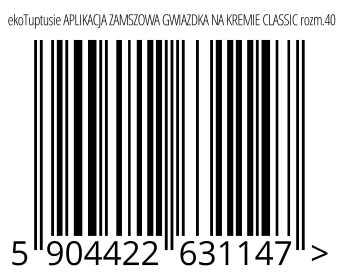 ekoTuptusie APLIKACJA ZAMSZOWA GWIAZDKA NA KREMIE CLASSIC rozm.40
5 904422 631147 >